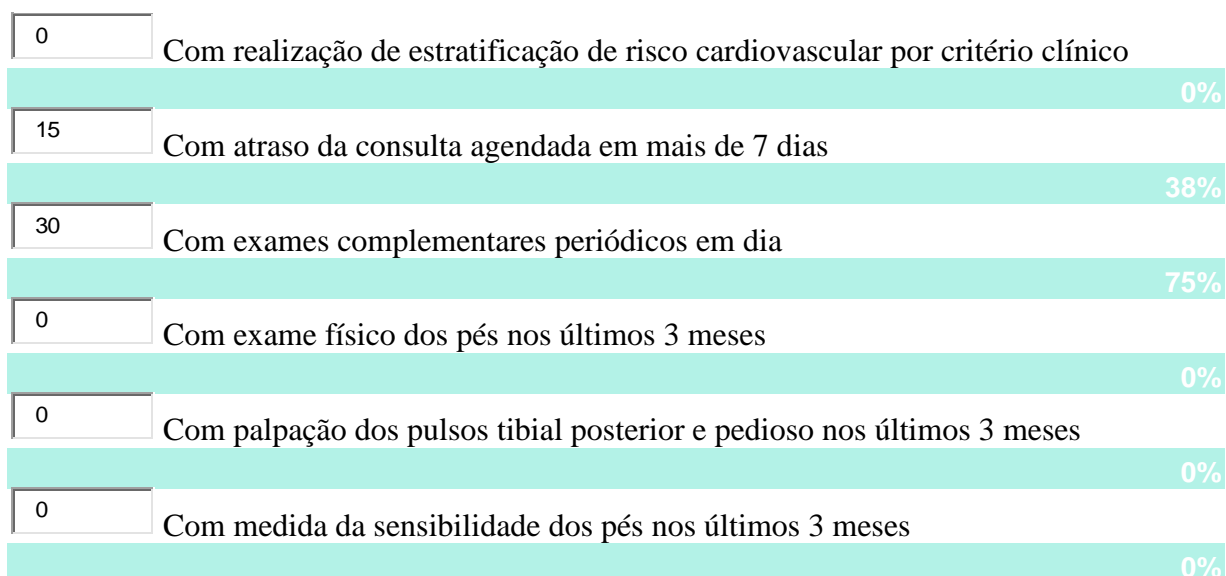 0 Com realização de estratificação de risco cardiovascular por critério clínico
0%
15 Com atraso da consulta agendada em mais de 7 dias
38%
30 Com exames complementares periódicos em dia
75%
0 Com exame físico dos pés nos últimos 3 meses
0%
0 Com palpação dos pulsos tibial posterior e pedioso nos últimos 3 meses
0%
0 Com medida da sensibilidade dos pés nos últimos 3 meses
0%